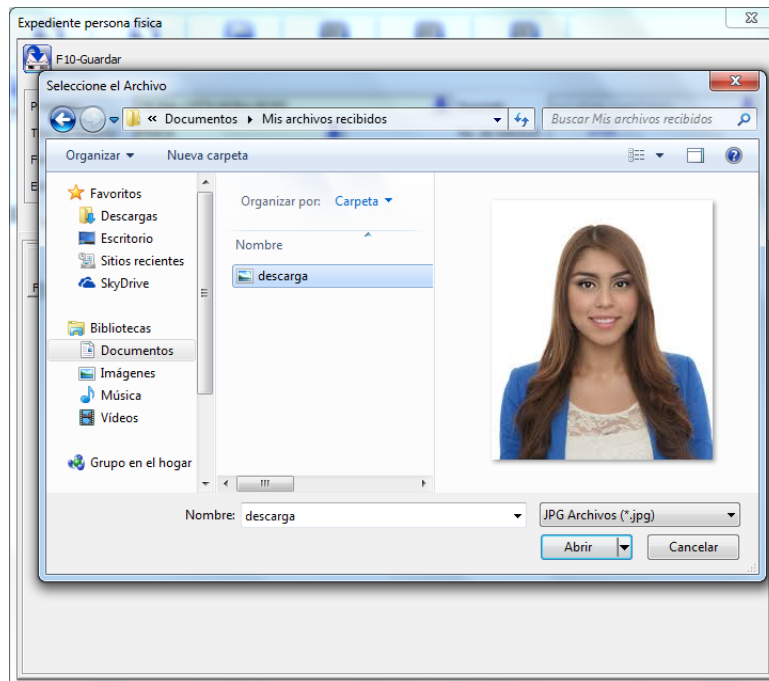 Expediente persona fisica
F10-Guardar
Seleccione el Archivo
« Documentos Mis archivos recibidos
Buscar Mis archivos recibidos
Organizar Nueva carpeta
Favoritos
Descargas
Escritorio
Sitios recientes
SkyDrive
Bibliotecas
Documentos
Imágenes
Música
Vídeos
Grupo en el hogar
Organizar por: Carpeta
Nombre
descarga
Nombre: descarga
JPG Archivos (*.jpg)
Abrir
Cancelar